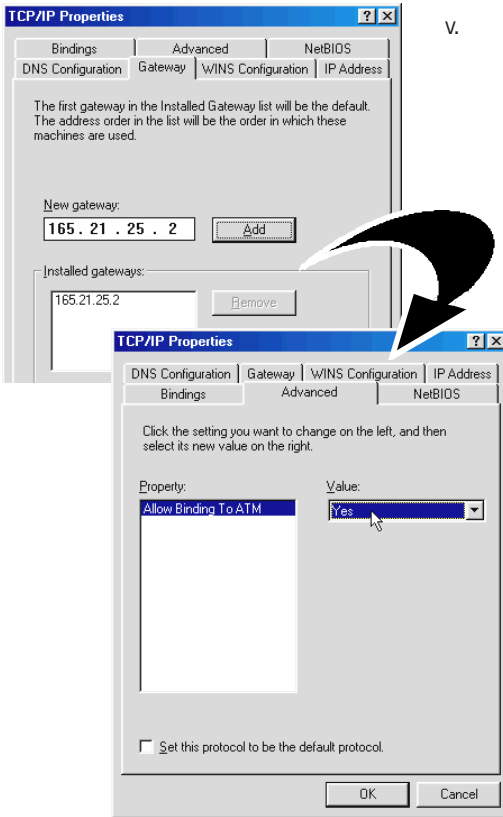 TCP/IP Properties
v.
Bindings Advanced NetBIOS
DNS Configuration Gateway WINS Configuration IP Address
The first gateway in the Installed Gateway list will be the default.
The address order in the list will be the order in which these
machines are used.
New gateway:
165 . 21 . 25 . 2 Add
Installed gateways:
165.21.25.2 Remove
TCP/IP Properties
DNS Configuration Gateway WINS Configuration IP Address
Bindings Advanced NetBIOS
Click the setting you want to change on the left, and then
select its new value on the right.
Property: Value:
Allow Binding To ATM Yes
Set this protocol to be the default protocol.
OK Cancel